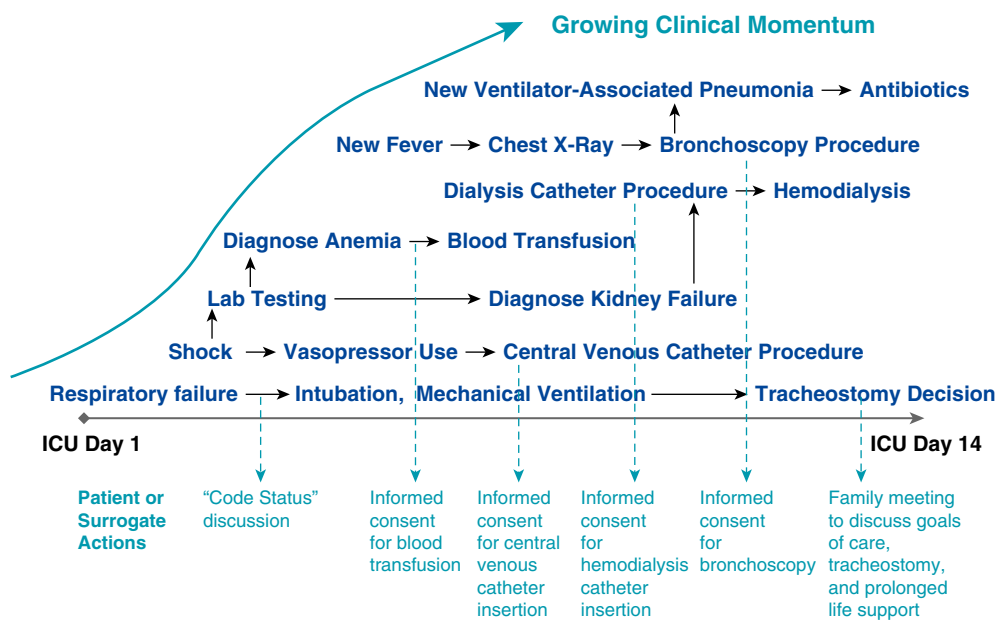 Growing Clinical Momentum
New Ventilator-Associated Pneumonia Antibiotics
New Fever Chest X-Ray Bronchoscopy Procedure
Dialysis Catheter Procedure Hemodialysis
Diagnose Anemia Blood Transfusion
Lab Testing Diagnose Kidney Failure
Shock Vasopressor Use Central Venous Catheter Procedure
Respiratory failure Intubation, Mechanical Ventilation Tracheostomy Decision
ICU Day 1 ICU Day 14
Patient or
Surrogate
Actions
“Code Status”
discussion
Informed
consent
for blood
transfusion
Informed
consent
for central
venous
catheter
insertion
Informed
consent
for
hemodialysis
catheter
insertion
Informed
consent
for
bronchoscopy
Family meeting
to discuss goals
of care,
tracheostomy,
and prolonged
life support